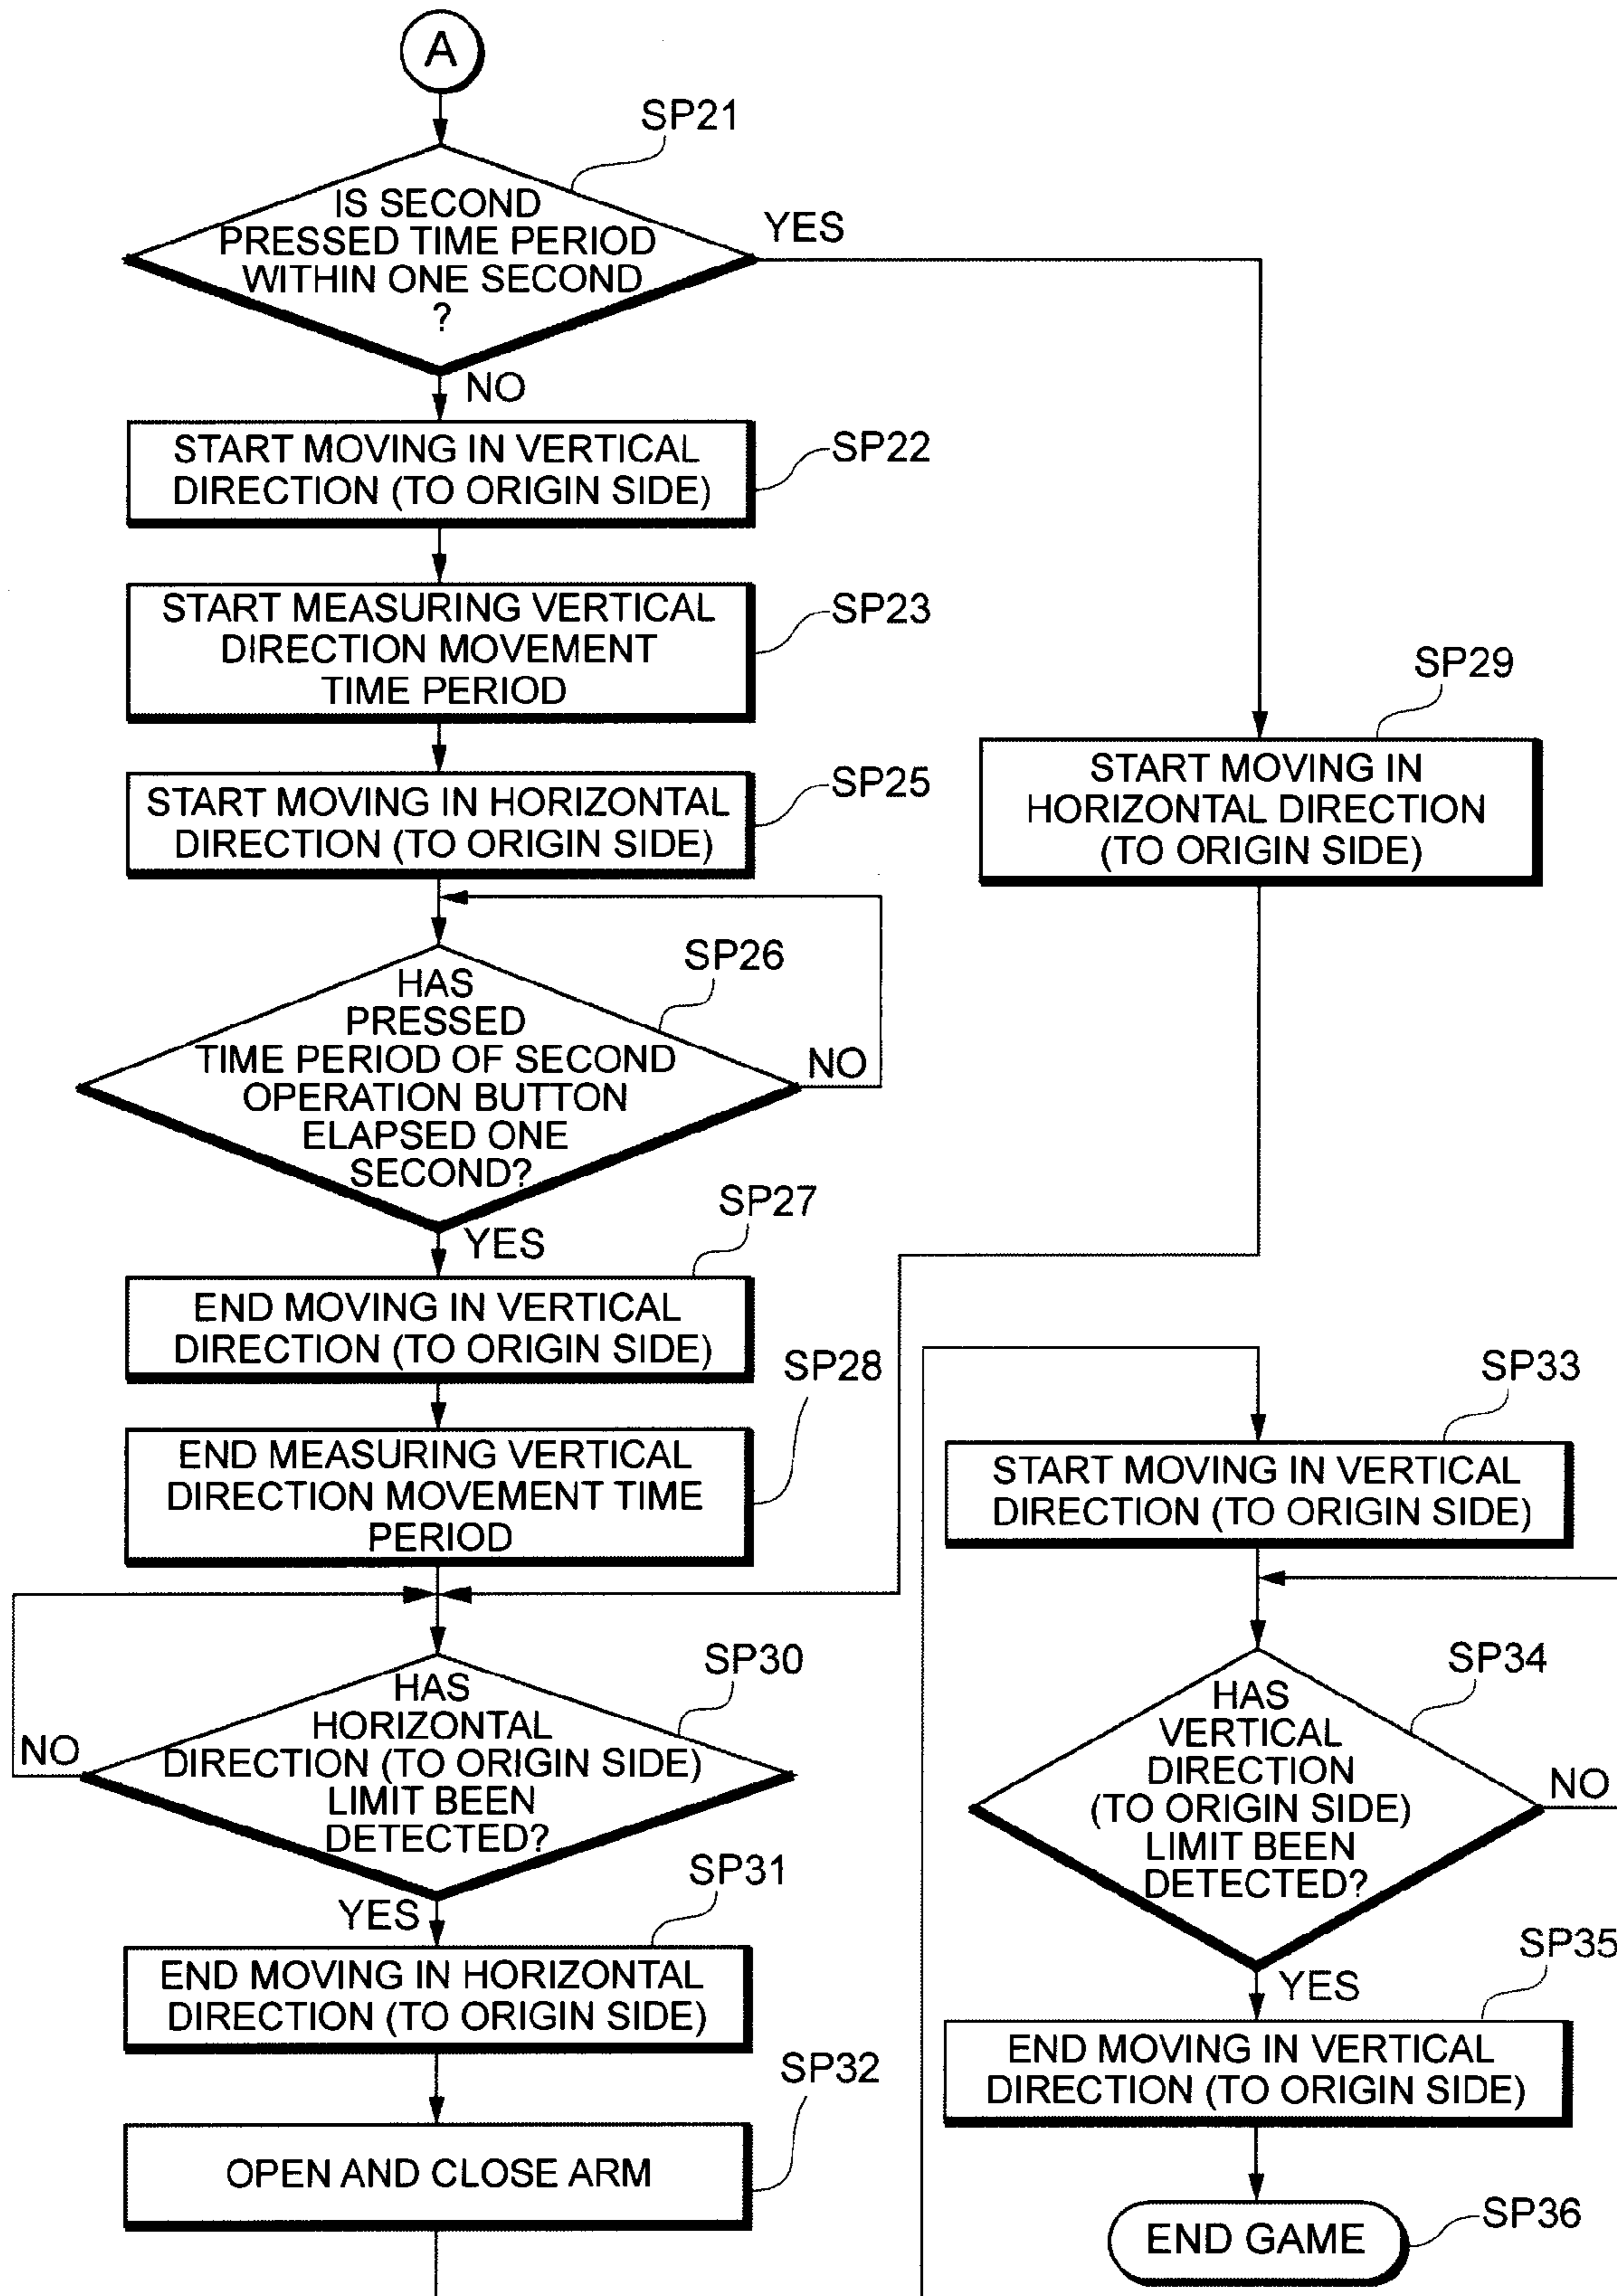 A
SP21
IS SECOND
PRESSED TIME PERIOD
WITHIN ONE SECOND
?
YES
NO
START MOVING IN VERTICAL
DIRECTION (TO ORIGIN SIDE)
SP22
START MEASURING VERTICAL
DIRECTION MOVEMENT
TIME PERIOD
SP23
START MOVING IN HORIZONTAL
DIRECTION (TO ORIGIN SIDE)
SP25
SP29
START MOVING IN
HORIZONTAL DIRECTION
(TO ORIGIN SIDE)
SP26
HAS
PRESSED
TIME PERIOD OF SECOND
OPERATION BUTTON
ELAPSED ONE
SECOND?
NO
YES
SP27
END MOVING IN VERTICAL
DIRECTION (TO ORIGIN SIDE)
SP28
END MEASURING VERTICAL
DIRECTION MOVEMENT TIME
PERIOD
SP30
HAS
HORIZONTAL
DIRECTION (TO ORIGIN SIDE)
LIMIT BEEN
DETECTED?
NO
YES
SP31
END MOVING IN HORIZONTAL
DIRECTION (TO ORIGIN SIDE)
SP32
OPEN AND CLOSE ARM
SP33
START MOVING IN VERTICAL
DIRECTION (TO ORIGIN SIDE)
SP34
HAS
VERTICAL
DIRECTION
(TO ORIGIN SIDE)
LIMIT BEEN
DETECTED?
NO
YES
SP35
END MOVING IN VERTICAL
DIRECTION (TO ORIGIN SIDE)
END GAME
SP36